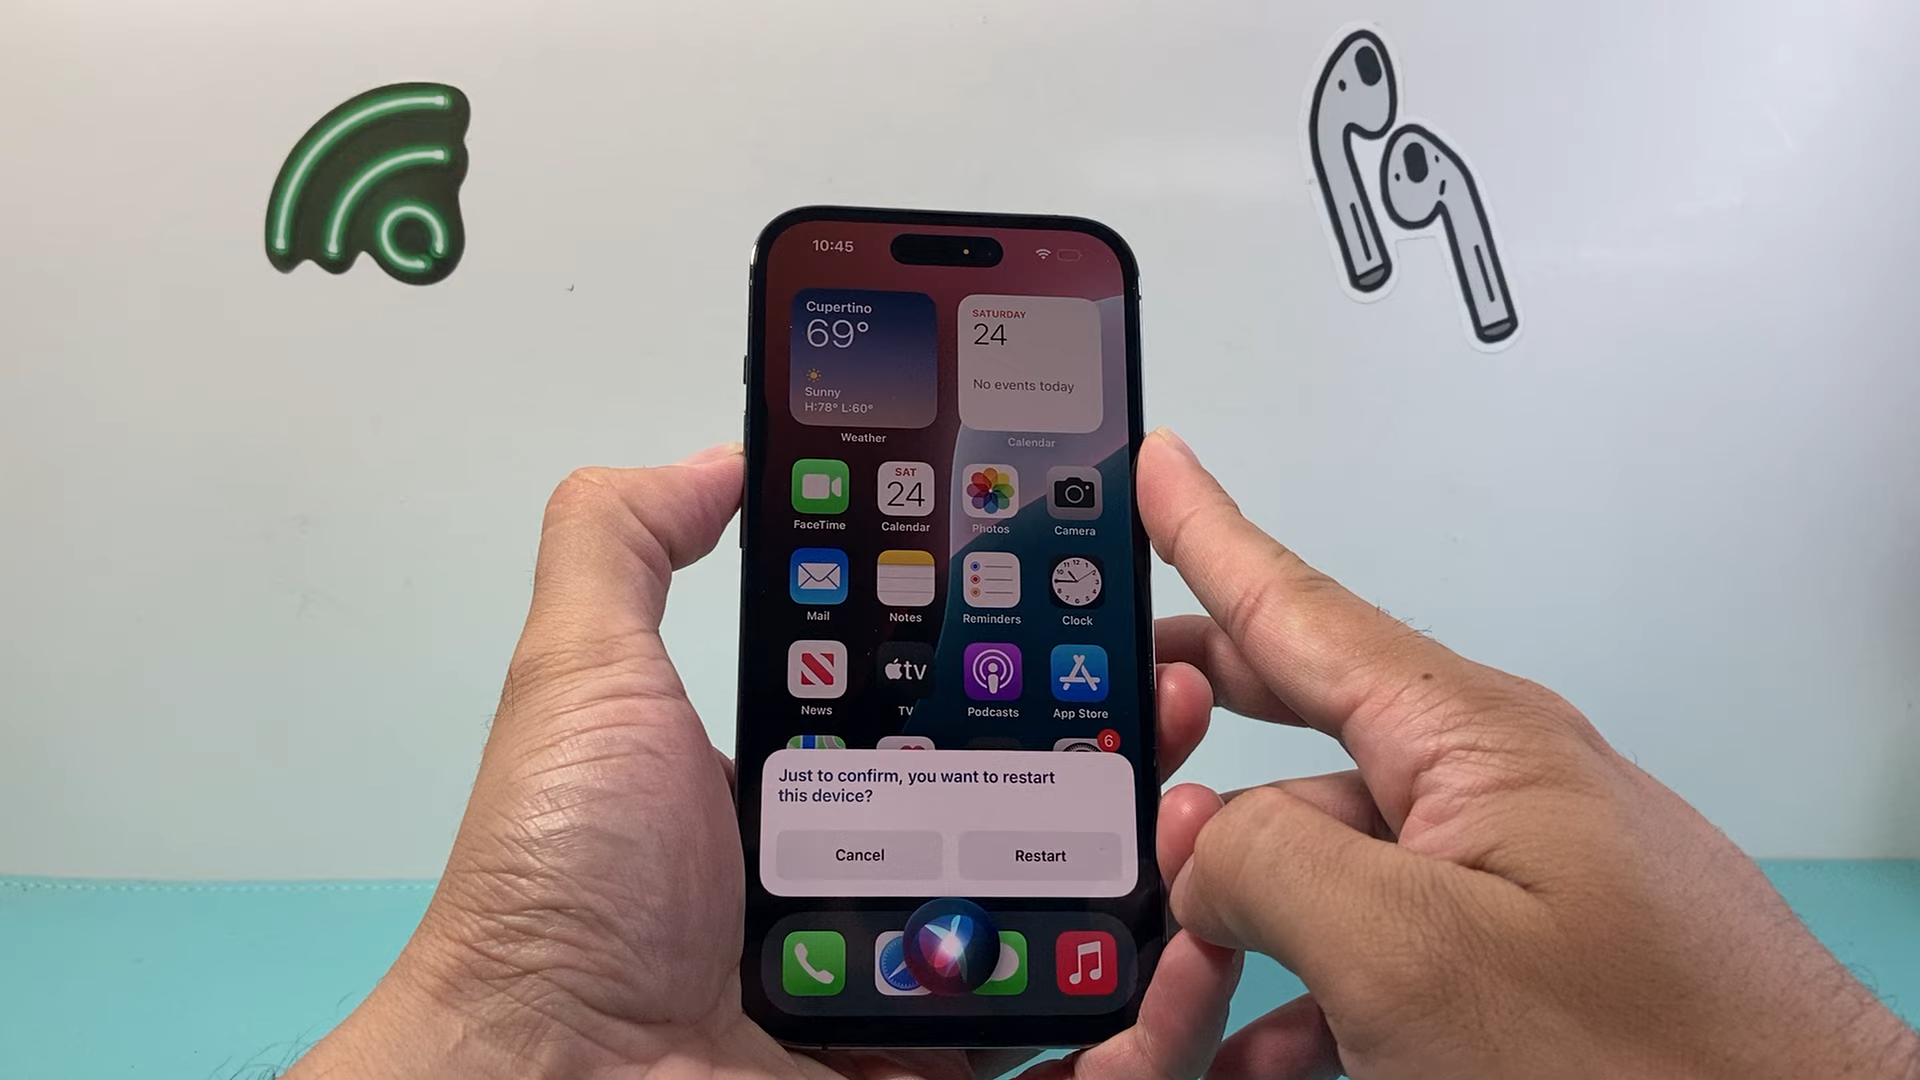 10:45
Cupertino
69°
Sunny
H:78° L:60°
Weather
SATURDAY
24
No events today
Calendar
FaceTime
SAT
24
Calendar
Photos
Camera
Mail
Notes
Reminders
Clock
News
tv
TV
Podcasts
App Store
6
Just to confirm, you want to restart
this device?
Cancel
Restart